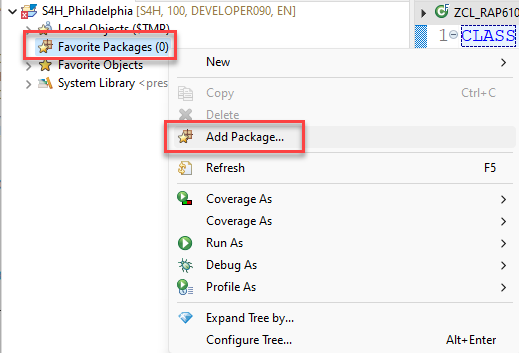 S4H_Philadelphia [S4H, 100, DEVELOPER090, EN]
Local Objects ($TMP)
Favorite Packages (0)
Favorite Objects
System Library <pres
ZCL_RAP610
1 CLASS
New
Copy Ctrl+C
Delete
Add Package...
Refresh F5
Coverage As
Coverage As
Run As
Debug As
Profile As
Expand Tree by...
Configure Tree... Alt+Enter